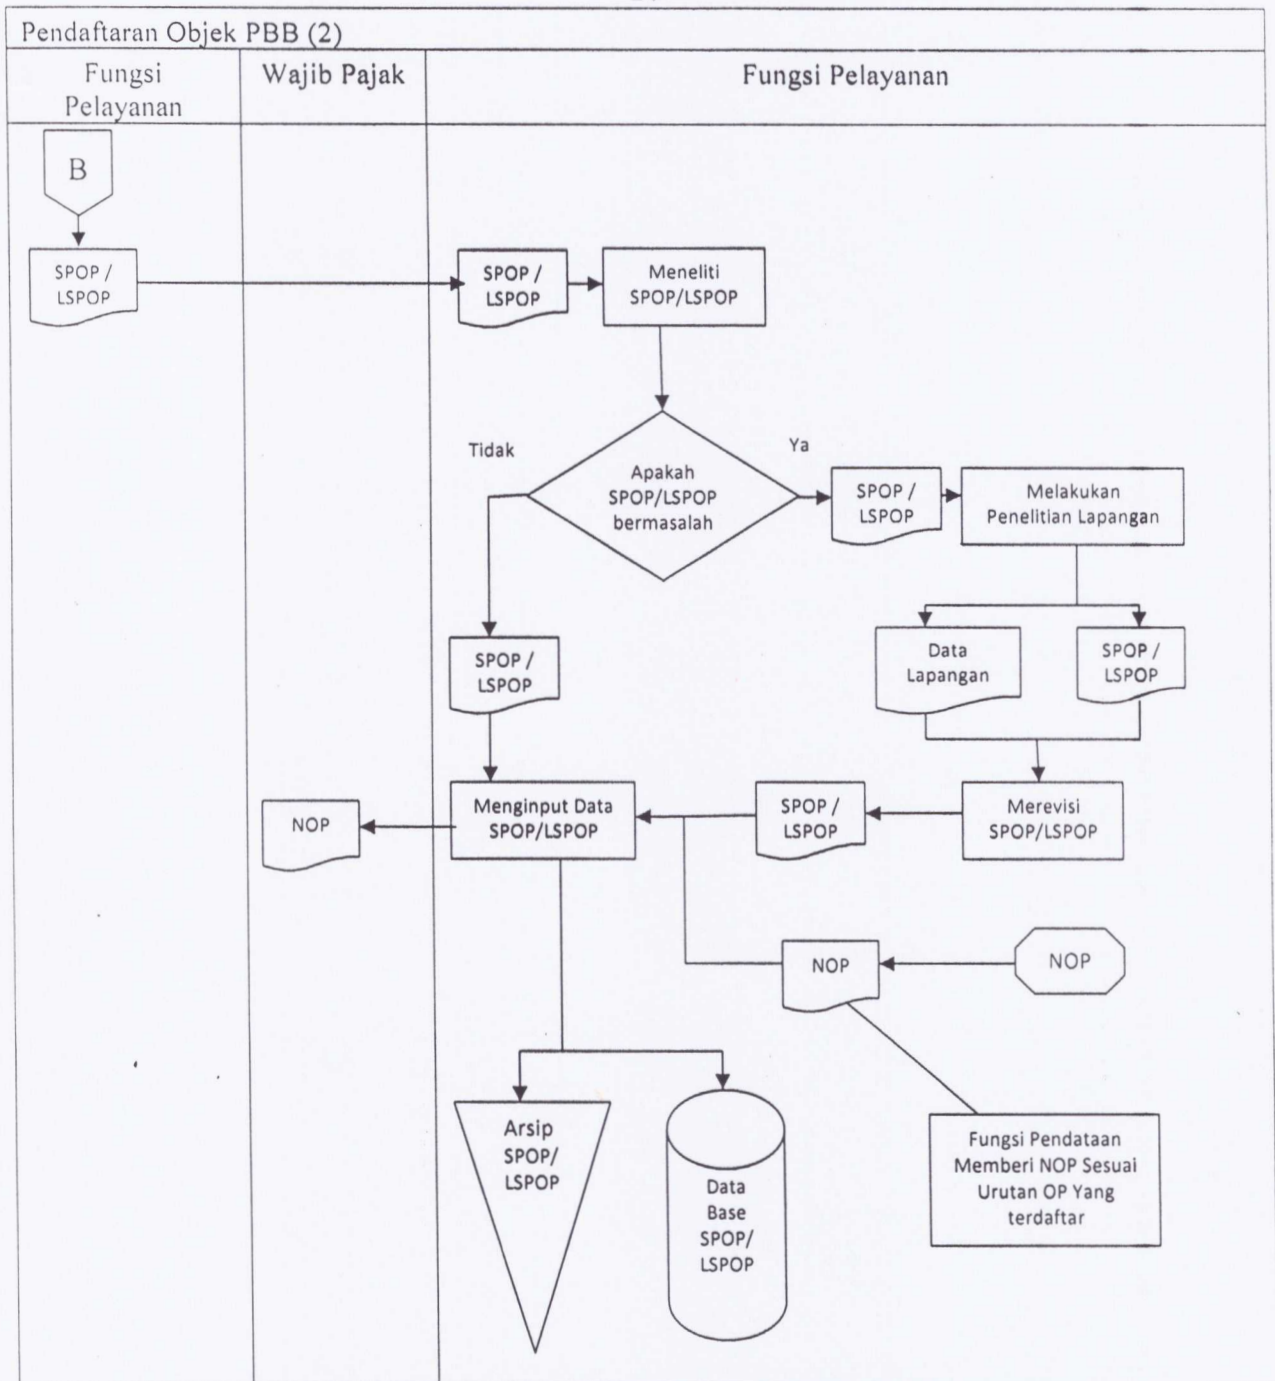 Pendaftaran Objek PBB (2)
Fungsi
Pelayanan
Wajib Pajak
Fungsi Pelayanan
B
SPOP /
LSPOP
SPOP /
LSPOP
Meneliti
SPOP/LSPOP
Tidak
Apakah
SPOP/LSPOP
bermasalah
Ya
SPOP /
LSPOP
Melakukan
Penelitian Lapangan
SPOP /
LSPOP
Data
Lapangan
SPOP /
LSPOP
NOP
Menginput Data
SPOP/LSPOP
SPOP /
LSPOP
Merevisi
SPOP/LSPOP
NOP
NOP
Arsip
SPOP/
LSPOP
Data
Base
SPOP/
LSPOP
Fungsi Pendataan
Memberi NOP Sesuai
Urutan OP Yang
terdaftar